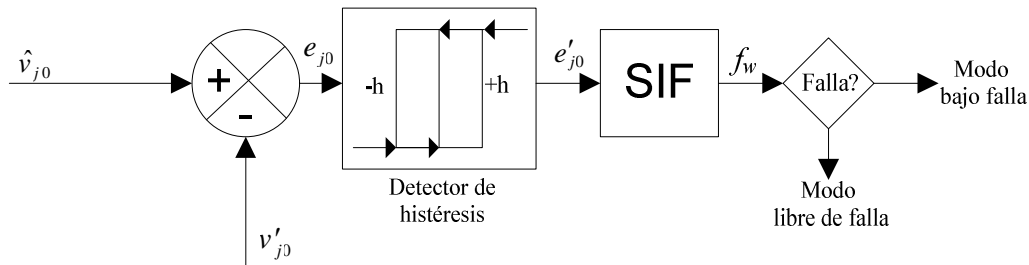 v̂j0
+
-
ej0
-h
+h
Detector de
histéresis
e′j0
SIF
fw
Falla?
Modo
bajo falla
Modo
libre de falla
v′j0